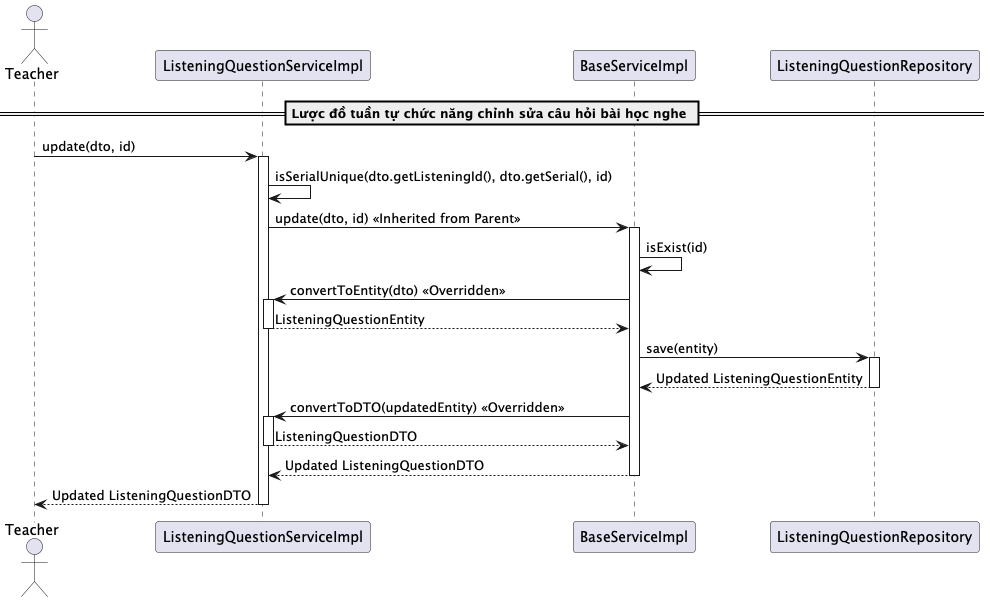 Teacher
ListeningQuestionServiceImpl
BaseServiceImpl
ListeningQuestionRepository
Lược đồ tuần tự chức năng chỉnh sửa câu hỏi bài học nghe
update(dto, id)
isSerialUnique(dto.getListeningId(), dto.getSerial(), id)
update(dto, id) «Inherited from Parent»
isExist(id)
convertToEntity(dto) «Overridden»
ListeningQuestionEntity
save(entity)
Updated ListeningQuestionEntity
convertToDTO(updatedEntity) «Overridden»
ListeningQuestionDTO
Updated ListeningQuestionDTO
Updated ListeningQuestionDTO
Teacher
ListeningQuestionServiceImpl
BaseServiceImpl
ListeningQuestionRepository